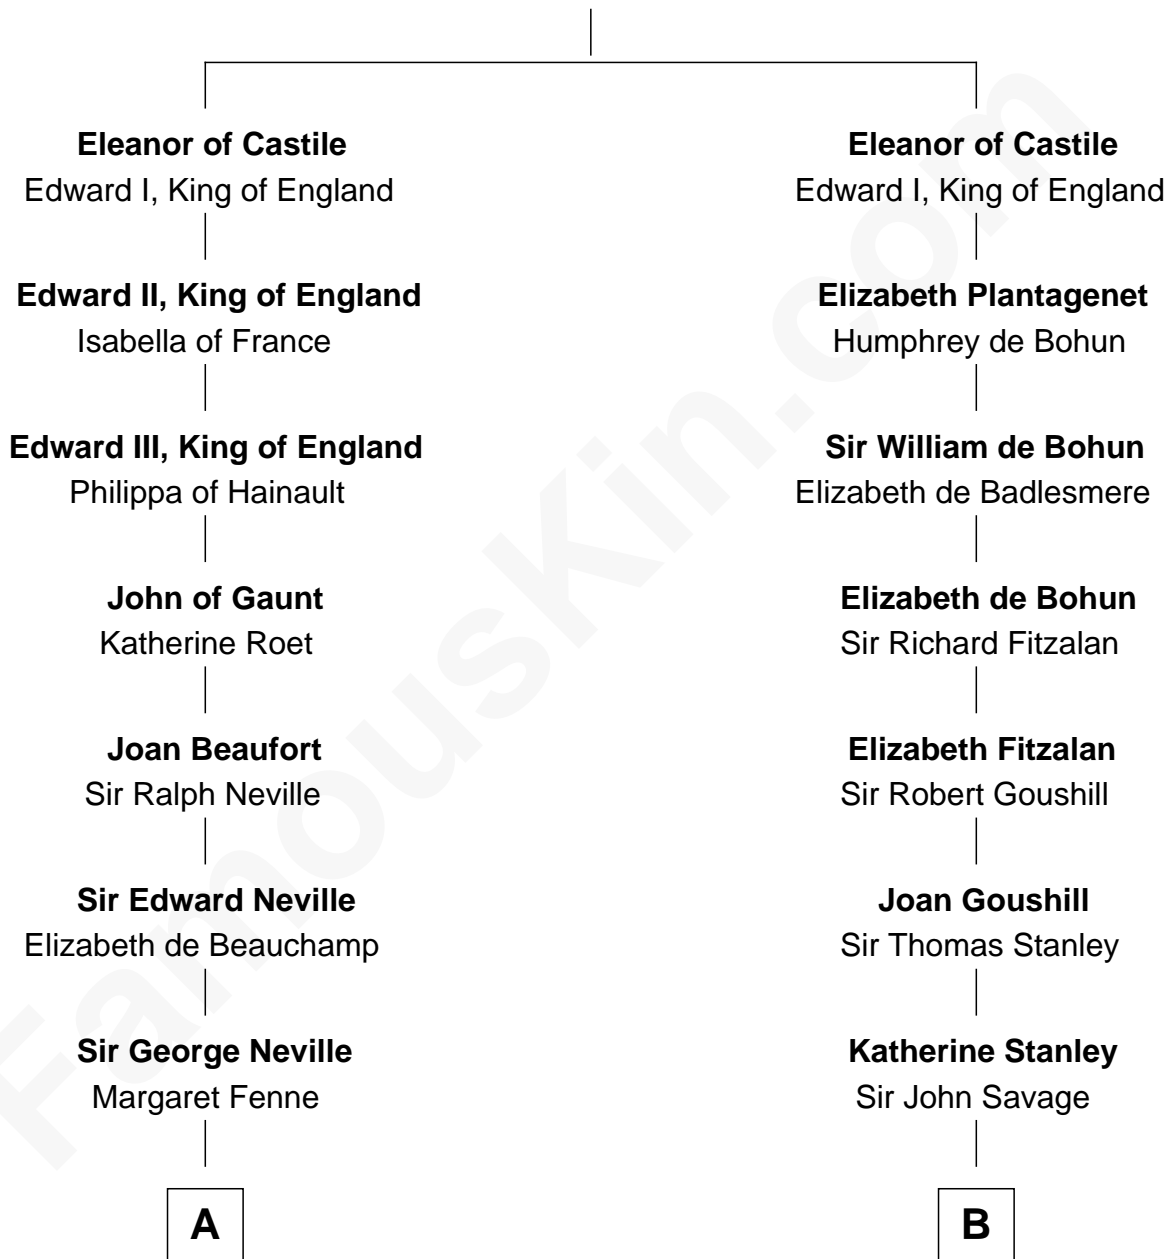 Eleanor of Castile
Edward I, King of England
Edward II, King of England
Isabella of France
Edward III, King of England
Philippa of Hainault
John of Gaunt
Katherine Roet
Joan Beaufort
Sir Ralph Neville
Sir Edward Neville
Elizabeth de Beauchamp
Sir George Neville
Margaret Fenne
A
Eleanor of Castile
Edward I, King of England
Elizabeth Plantagenet
Humphrey de Bohun
Sir William de Bohun
Elizabeth de Badlesmere
Elizabeth de Bohun
Sir Richard Fitzalan
Elizabeth Fitzalan
Sir Robert Goushill
Joan Goushill
Sir Thomas Stanley
Katherine Stanley
Sir John Savage
B
FamousKin.com